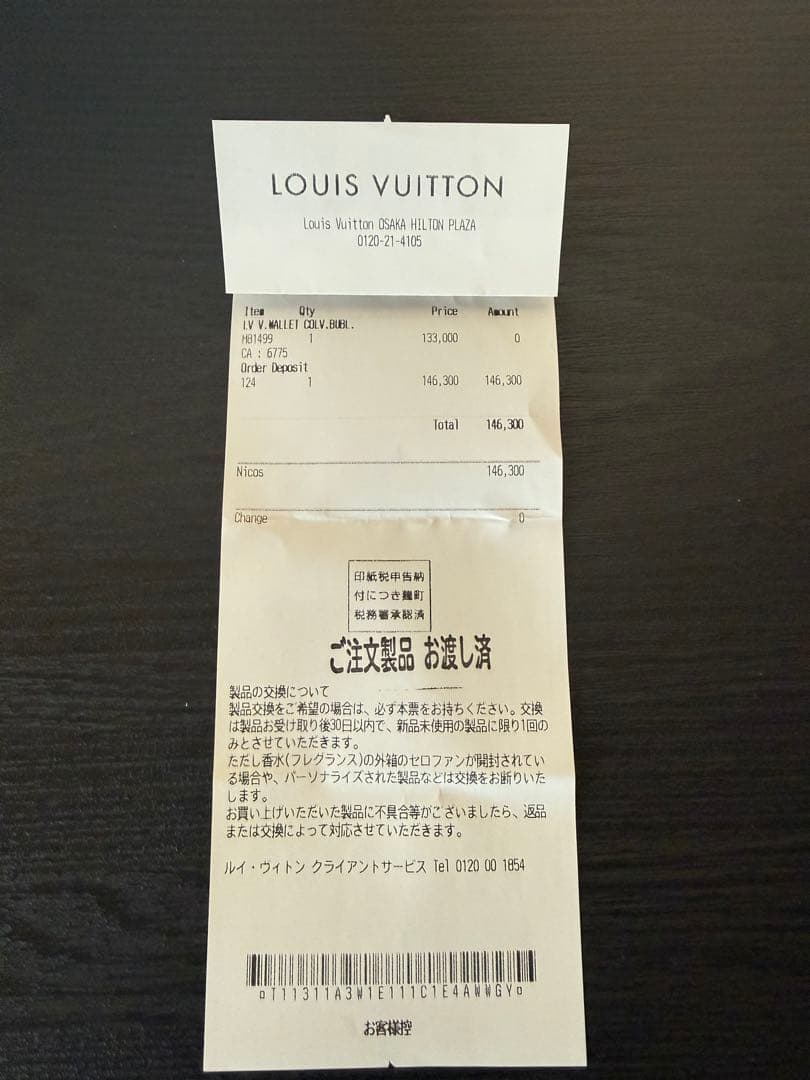 LOUIS VUITTON
Louis Vuitton OSAKA HILTON PLAZA
0120-21-4105
Item Qty Price Amount
LV V.WALLET COLV.BUBL.
M81499 1 133,000 0
CA : 6775
Order Deposit
124 1 146,300 146,300
Total 146,300
Nicos 146,300
Change 0
印紙税申告納
付につき麹町
税務署承認済
ご注文製品 お渡し済
製品の交換について
製品交換をご希望の場合は、必ず本票をお持ちください。交換
は製品お受け取り後30日以内で、新品未使用の製品に限り1回の
みとさせていただきます。
ただし香水(フレグランス)の外箱のセロファンが開封されてい
る場合や、パーソナライズされた製品などは交換をお断りいた
します。
お買い上げいただいた製品に不具合等がございましたら、返品
または交換によって対応させていただきます。
ルイ・ヴィトン クライアントサービス Tel 0120 00 1854
¤T11311A3W1E111C1E4AWWGY¤
お客様控